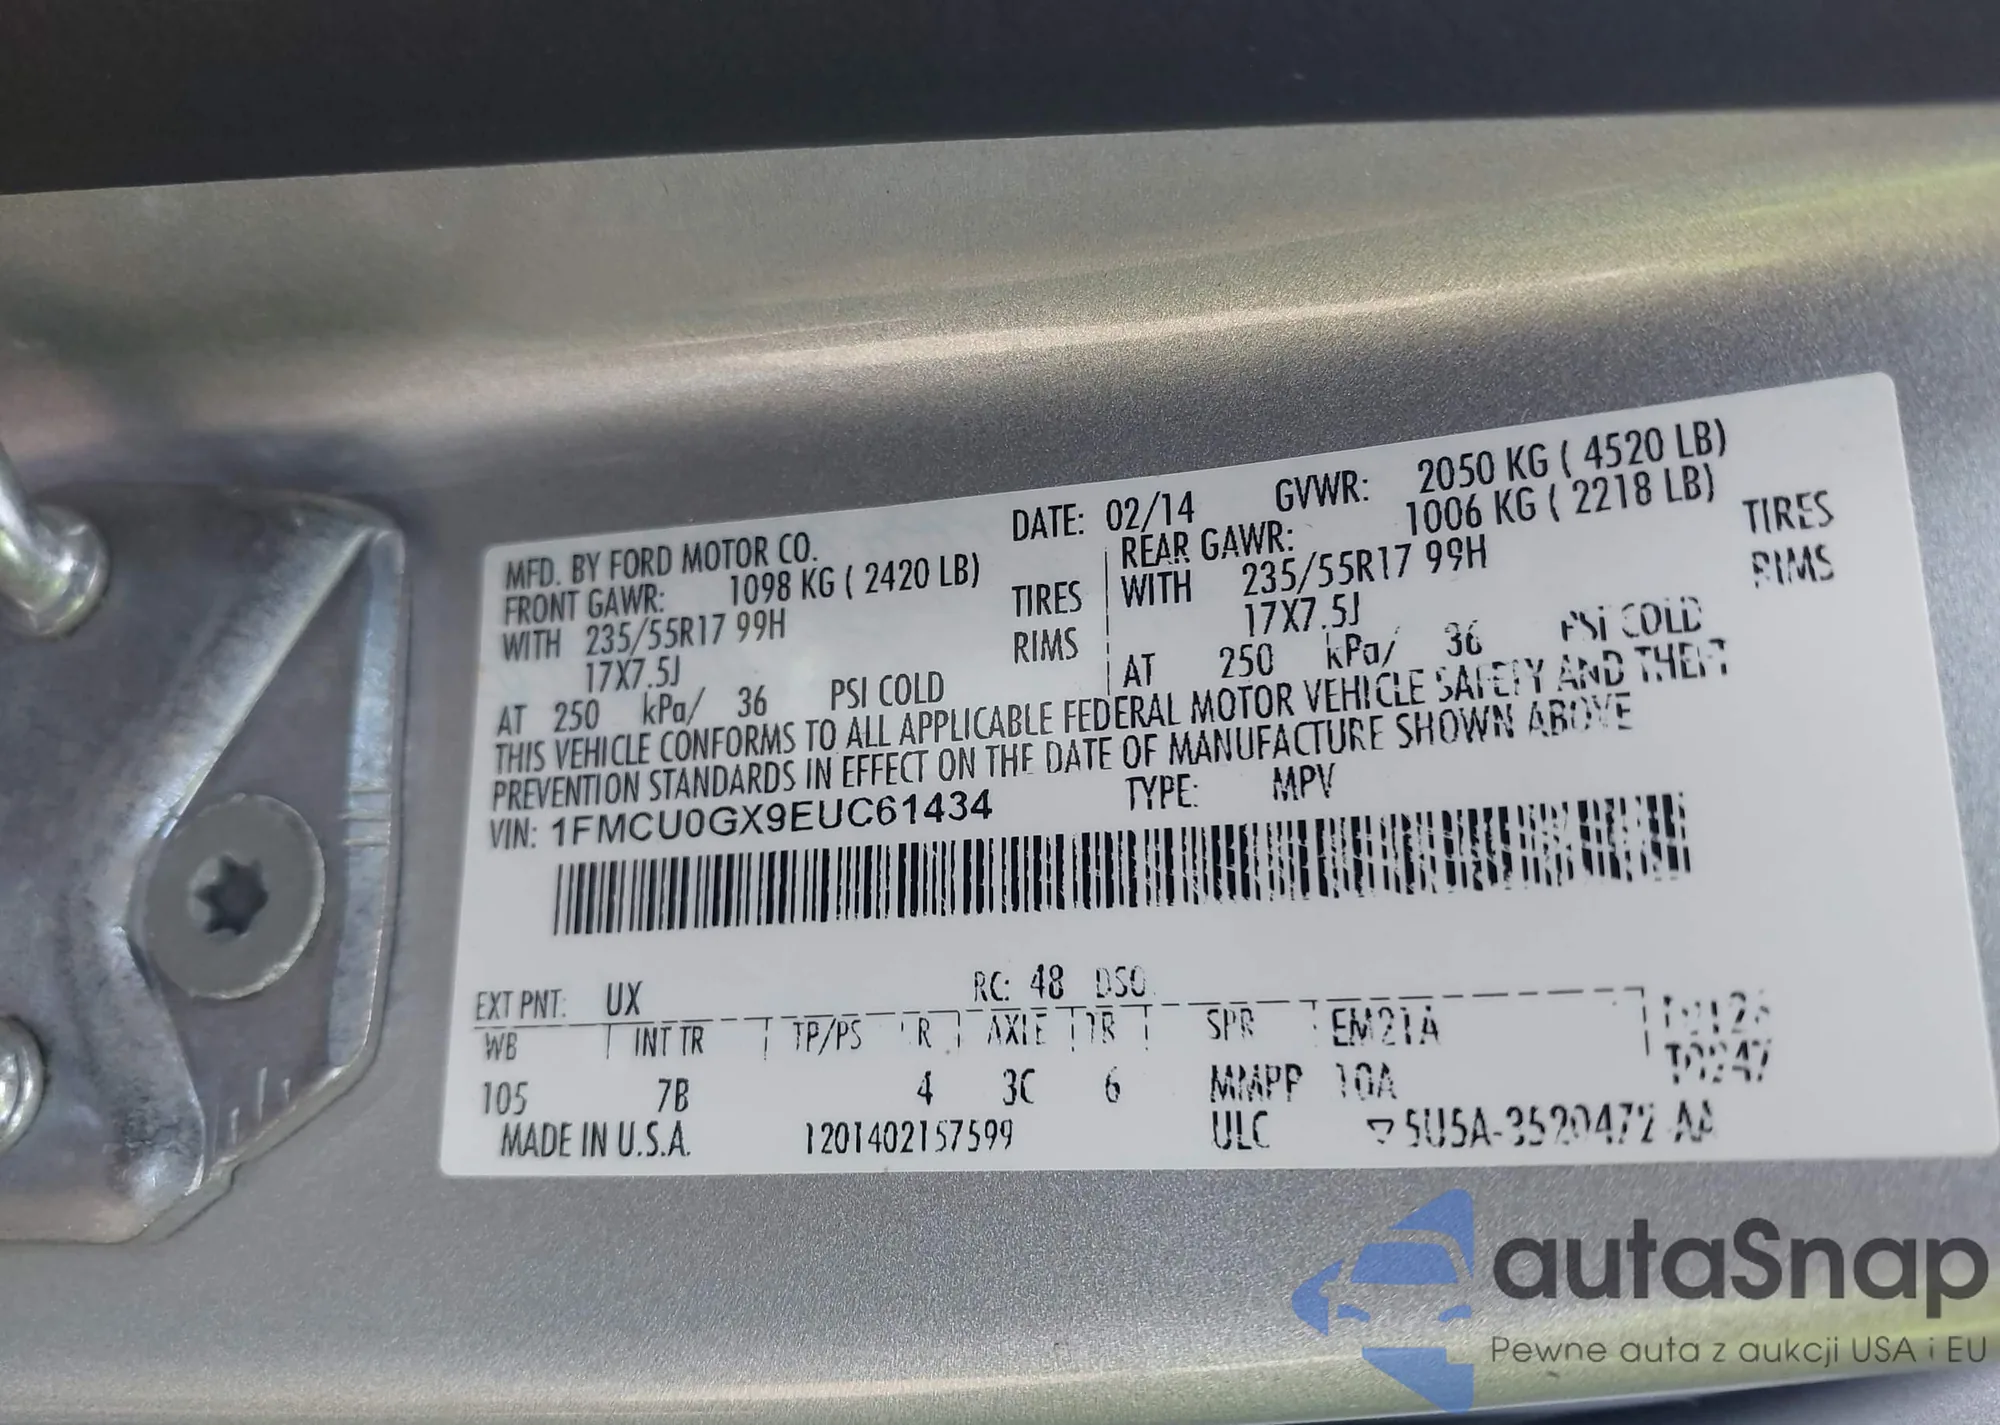 MFD. BY FORD MOTOR CO. DATE: 02/14 GVWR: 2050 KG ( 4520 LB)
FRONT GAWR: 1098 KG ( 2420 LB) REAR GAWR: 1006 KG ( 2218 LB)
WITH 235/55R17 99H TIRES WITH 235/55R17 99H TIRES
17X7.5J RIMS 17X7.5J RIMS
AT 250 kPa/ 36 PSI COLD AT 250 kPa/ 36 PSI COLD
THIS VEHICLE CONFORMS TO ALL APPLICABLE FEDERAL MOTOR VEHICLE SAFETY AND THEFT
PREVENTION STANDARDS IN EFFECT ON THE DATE OF MANUFACTURE SHOWN ABOVE
VIN: 1FMCU0GX9EUC61434 TYPE: MPV
EXT PNT: UX RC: 48 DSO
WB INT TR TP/PS R AXLE TR SPR EM21A
105 7B 4 3C 6 MMPP 10A
MADE IN U.S.A. 1201402157599 ULC 5U5A-3520472-AA
autaSnap
Pewne auta z aukcji USA i EU